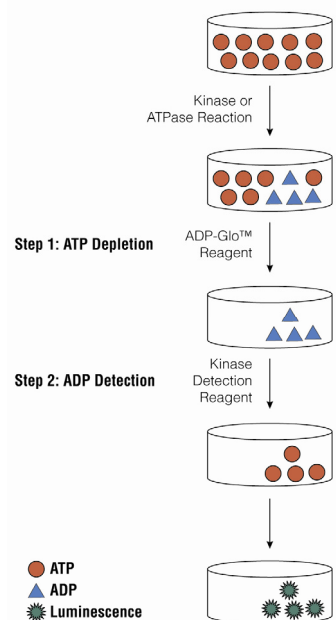 Kinase or
ATPase Reaction
Step 1: ATP Depletion
ADP-Glo™
Reagent
Step 2: ADP Detection
Kinase
Detection
Reagent
ATP
ADP
Luminescence